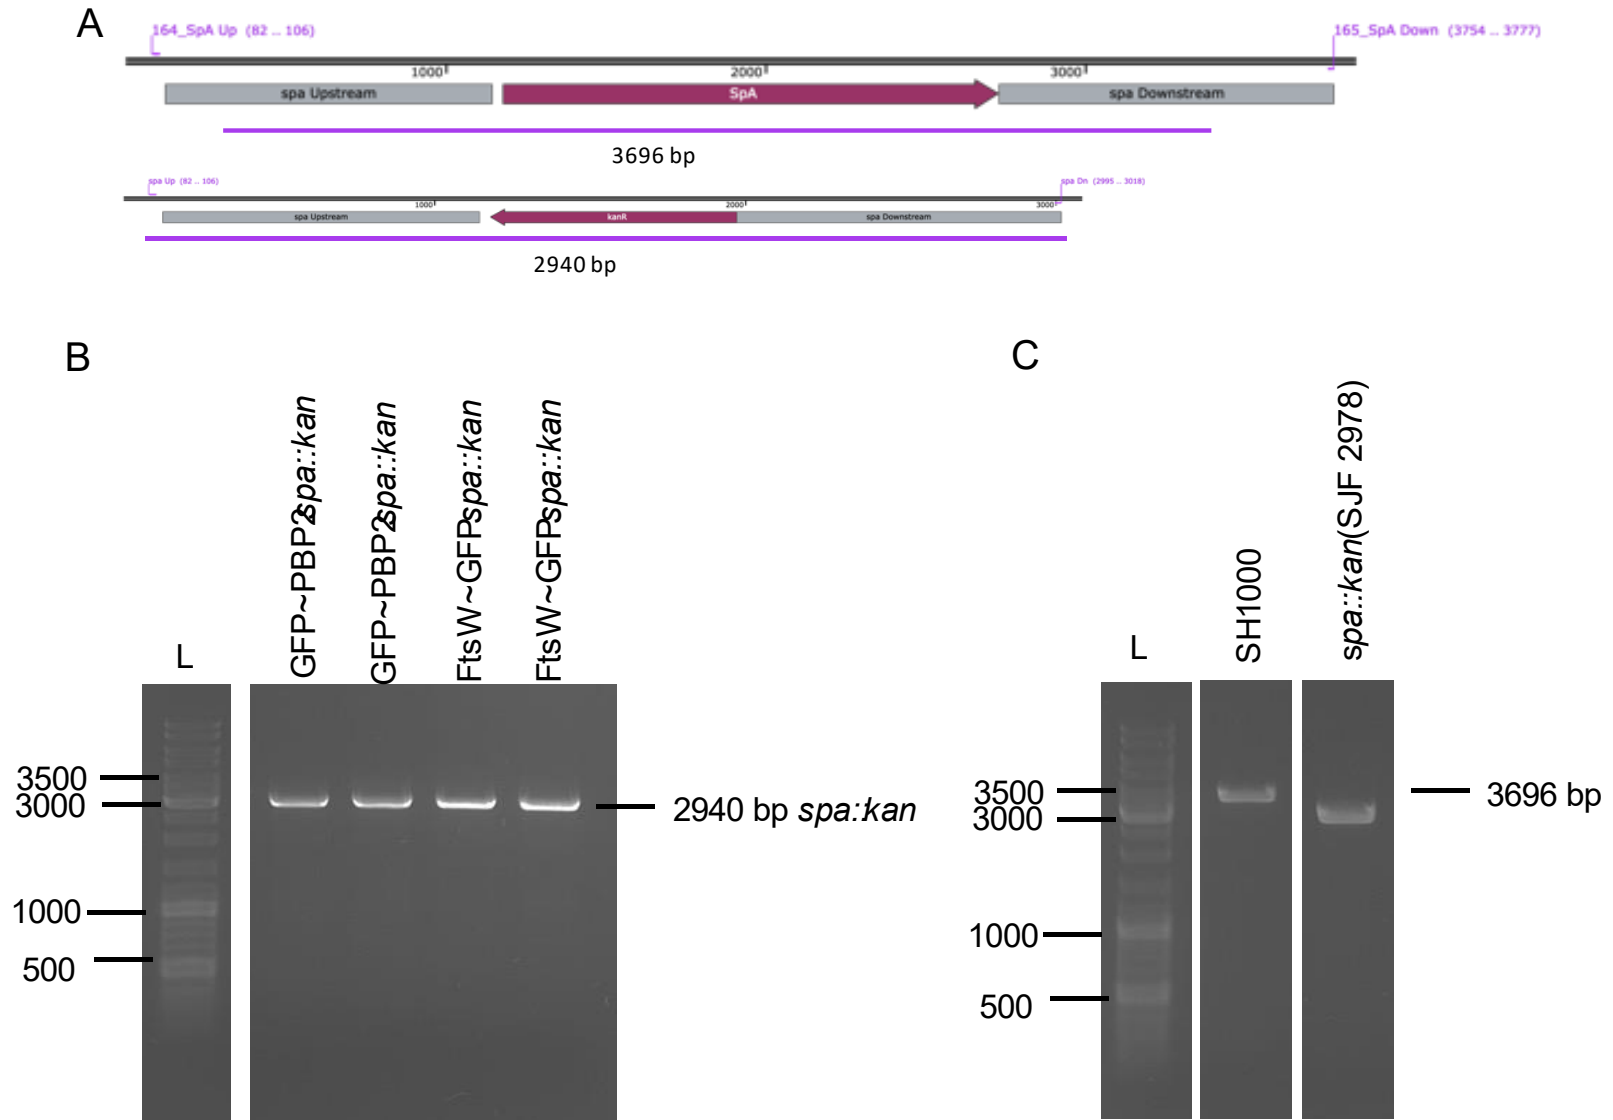 A
164_SpA Up (82 .. 106)
165_SpA Down (3754 .. 3777)
1000
2000
3000
spa Upstream
SpA
spa Downstream
3696 bp
spa Up (82 .. 106)
spa Dn (2995 .. 3018)
1000
2000
3000
spa Upstream
kanR
spa Downstream
2940 bp
B
L
GFP~PBP2spa::kan
GFP~PBP2spa::kan
FtsW~GFPspa::kan
FtsW~GFPspa::kan
3500
3000
1000
500
2940 bp spa:kan
C
L
SH1000
spa::kan(SJF 2978)
3500
3000
1000
500
3696 bp